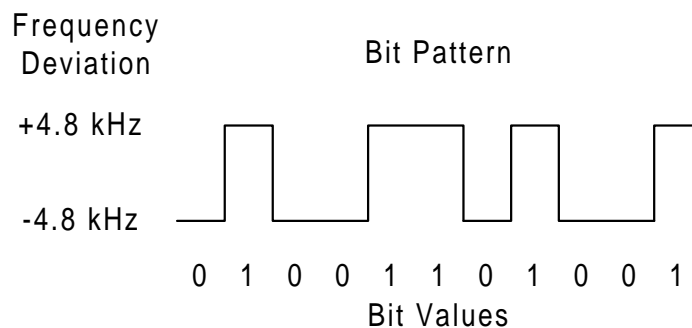 Frequency
Deviation
Bit Pattern
+4.8 kHz
-4.8 kHz
0 1 0 0 1 1 0 1 0 0 1
Bit Values